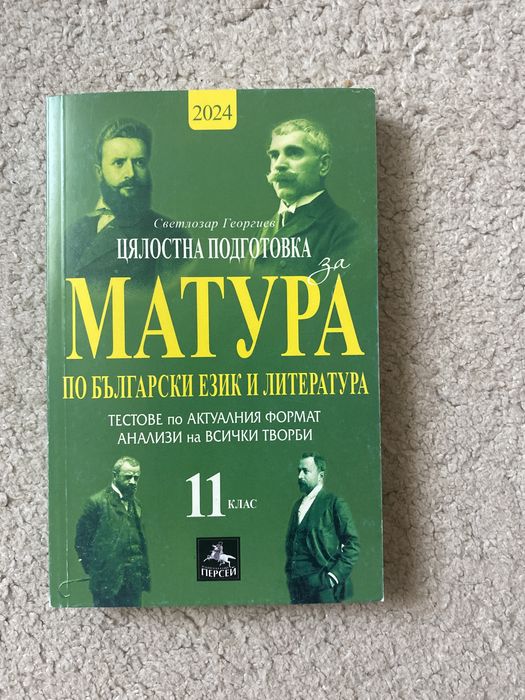 2024
Светлозар Георгиев
ЦЯЛОСТНА ПОДГОТОВКА
за
МАТУРА
ПО БЪЛГАРСКИ ЕЗИК И ЛИТЕРАТУРА
ТЕСТОВЕ по АКТУАЛНИЯ ФОРМАТ
АНАЛИЗИ на ВСИЧКИ ТВОРБИ
11 КЛАС
ПЕРСЕЙ